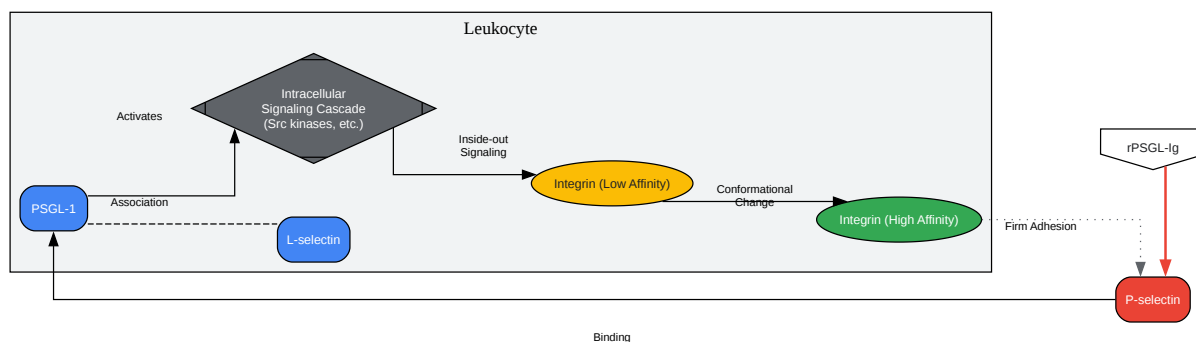 Leukocyte
Intracellular
Signaling Cascade
(Src kinases, etc.)
Activates
Inside-out
Signaling
rPSGL-Ig
Integrin (Low Affinity)
Conformational
Change
PSGL-1
Association
Integrin (High Affinity)
Firm Adhesion
L-selectin
P-selectin
Binding